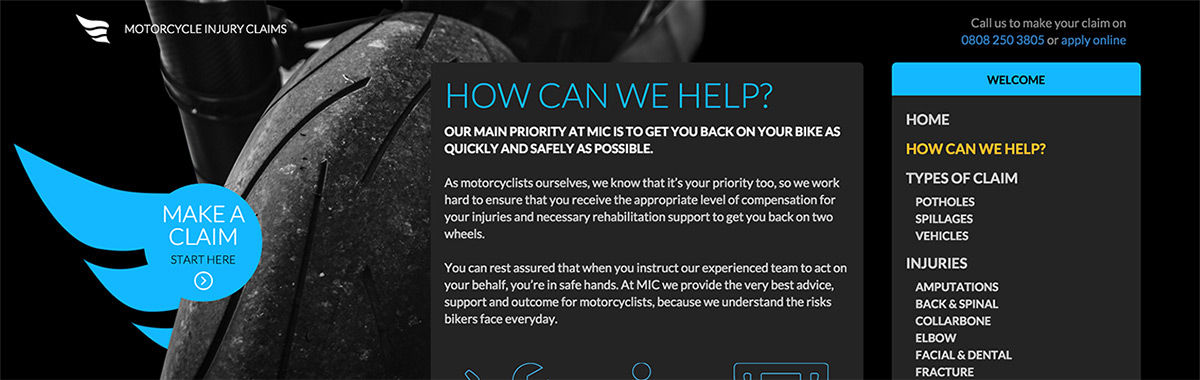 MOTORCYCLE INJURY CLAIMS
Call us to make your claim on
0808 250 3805 or apply online
MAKE A
CLAIM
START HERE
HOW CAN WE HELP?
OUR MAIN PRIORITY AT MIC IS TO GET YOU BACK ON YOUR BIKE AS
QUICKLY AND SAFELY AS POSSIBLE.
As motorcyclists ourselves, we know that it's your priority too, so we work
hard to ensure that you receive the appropriate level of compensation for
your injuries and necessary rehabilitation support to get you back on two
wheels.
You can rest assured that when you instruct our experienced team to act on
your behalf, you're in safe hands. At MIC we provide the very best advice,
support and outcome for motorcyclists, because we understand the risks
bikers face everyday.
WELCOME
HOME
HOW CAN WE HELP?
TYPES OF CLAIM
POTHOLES
SPILLAGES
VEHICLES
INJURIES
AMPUTATIONS
BACK & SPINAL
COLLARBONE
ELBOW
FACIAL & DENTAL
FRACTURE